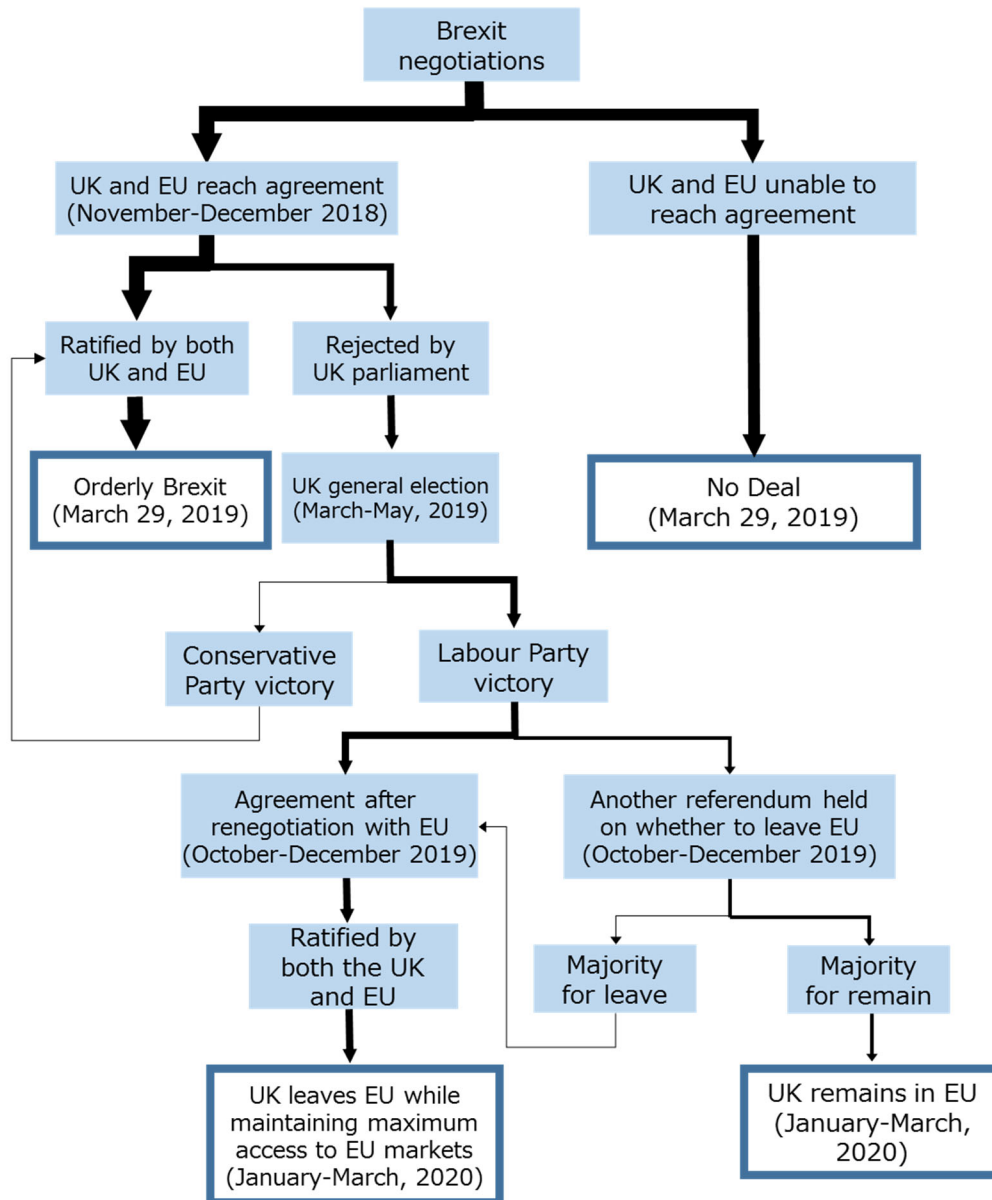 Brexit
negotiations
UK and EU reach agreement
(November-December 2018)
UK and EU unable to
reach agreement
Ratified by both
UK and EU
Rejected by
UK parliament
Orderly Brexit
(March 29, 2019)
UK general election
(March-May, 2019)
No Deal
(March 29, 2019)
Conservative
Party victory
Labour Party
victory
Agreement after
renegotiation with EU
(October-December 2019)
Another referendum held
on whether to leave EU
(October-December 2019)
Ratified by
both the UK
and EU
Majority
for leave
Majority
for remain
UK leaves EU while
maintaining maximum
access to EU markets
(January-March, 2020)
UK remains in EU
(January-March,
2020)